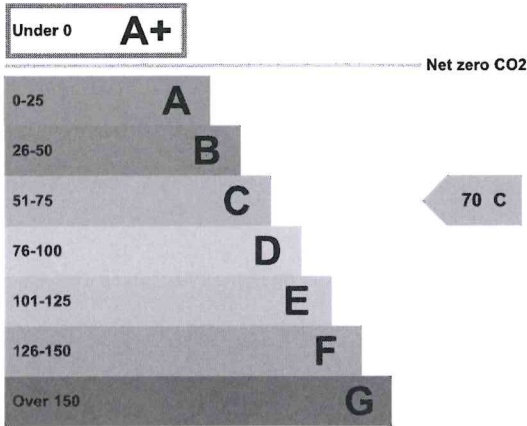 Under 0 A+
Net zero CO2
0-25 A
26-50 B
51-75 C
70 C
76-100 D
101-125 E
126-150 F
Over 150 G